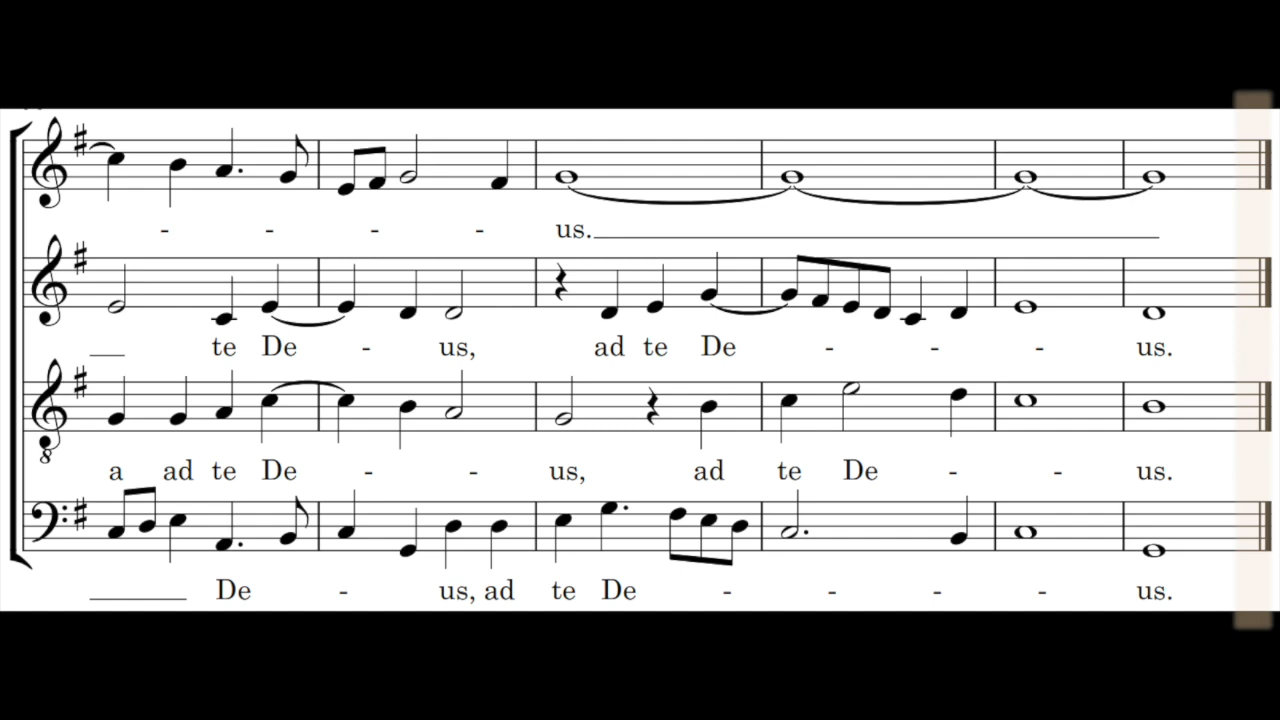 - - - - us.
te De - us, ad te De - - - us.
a ad te De - - us, ad te De - - us.
De - us, ad te De - - - - us.